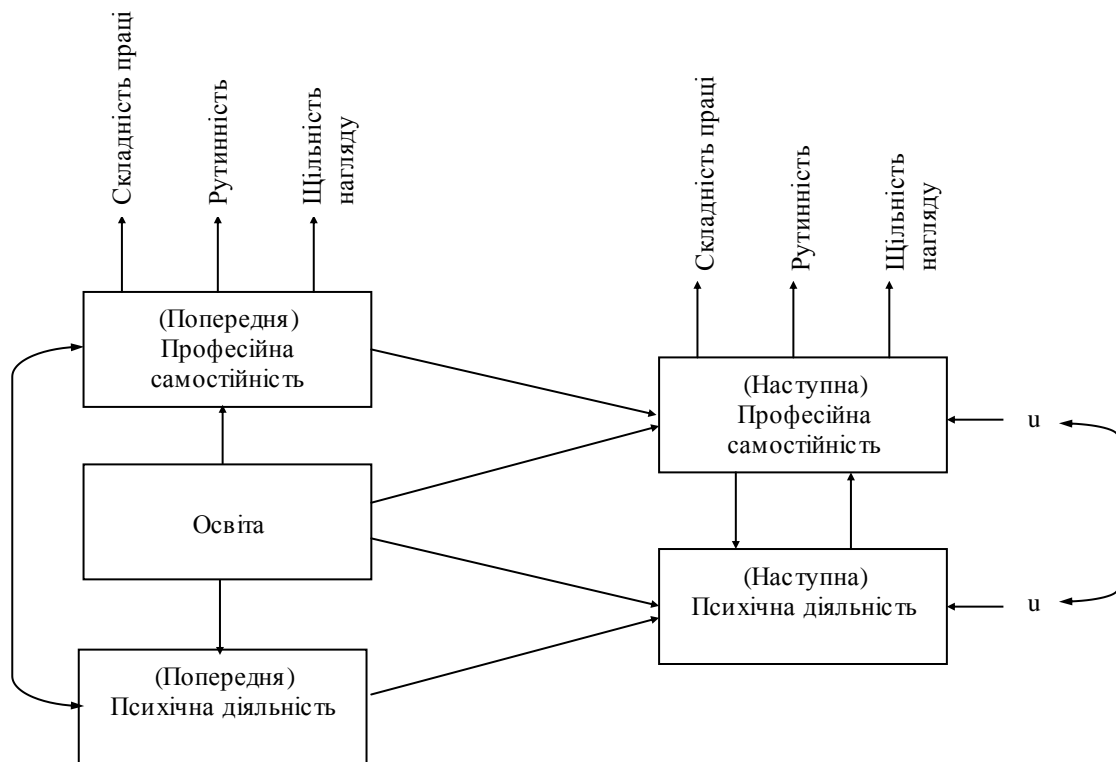 Складність праці
Рутинність
Щільність
нагляду
Складність праці
Рутинність
Щільність
нагляду
(Попередня)
Професійна
самостійність
(Наступна)
Професійна
самостійність
u
Освіта
(Наступна)
Психічна діяльність
u
(Попередня)
Психічна діяльність